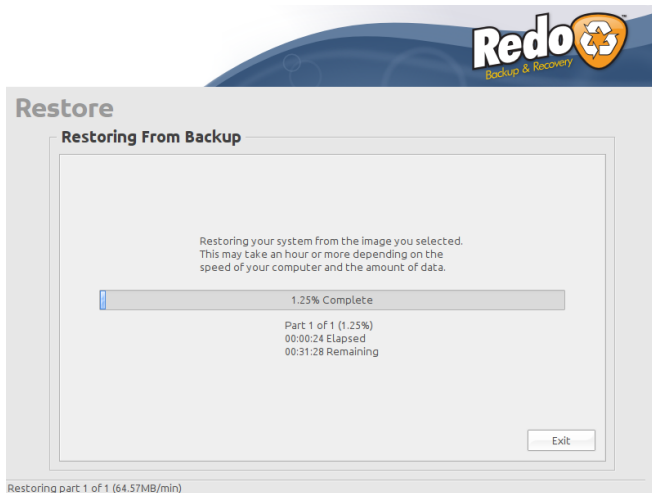 Redo
Backup & Recovery
Restore
Restoring From Backup
Restoring your system from the image you selected.
This may take an hour or more depending on the
speed of your computer and the amount of data.
1.25% Complete
Part 1 of 1 (1.25%)
00:00:24 Elapsed
00:31:28 Remaining
Exit
Restoring part 1 of 1 (64.57MB/min)